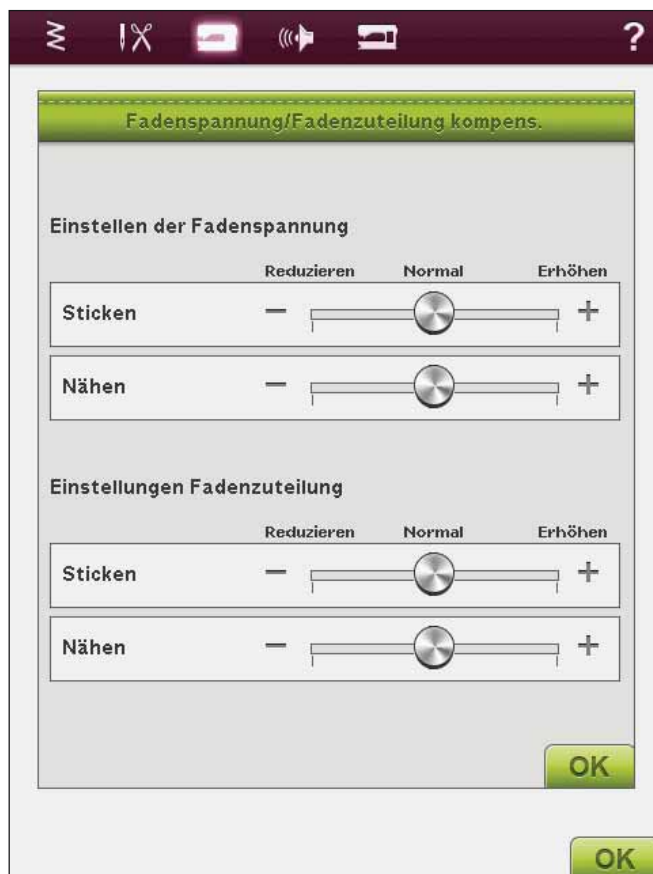 ?
Fadenspannung/Fadenzuteilung kompens.
Einstellen der Fadenspannung
Reduzieren Normal Erhöhen
Sticken − +
Nähen − +
Einstellungen Fadenzuteilung
Reduzieren Normal Erhöhen
Sticken − +
Nähen − +
OK
OK